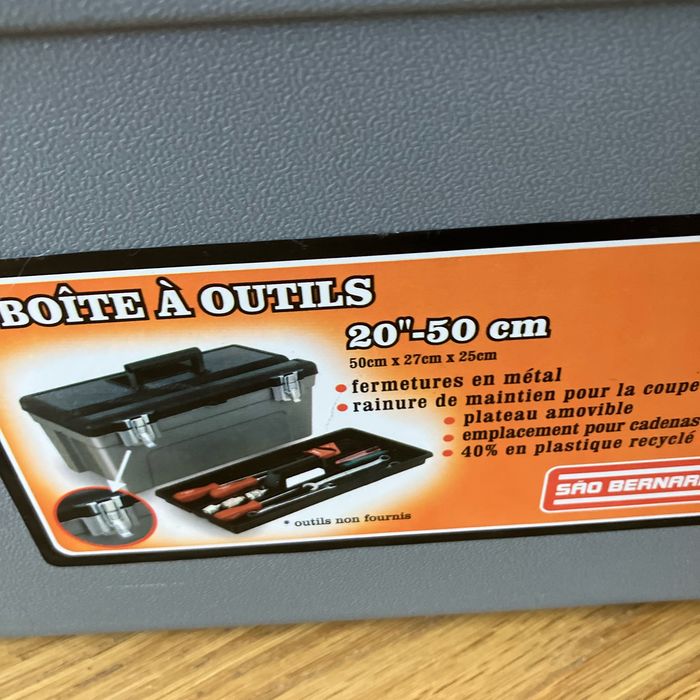 BOÎTE À OUTILS
20"-50 cm
50cm x 27cm x 25cm
• fermetures en métal
• rainure de maintien pour la coupe
• plateau amovible
• emplacement pour cadenas
• 40% en plastique recyclé
* outils non fournis
SÃO BERNAR